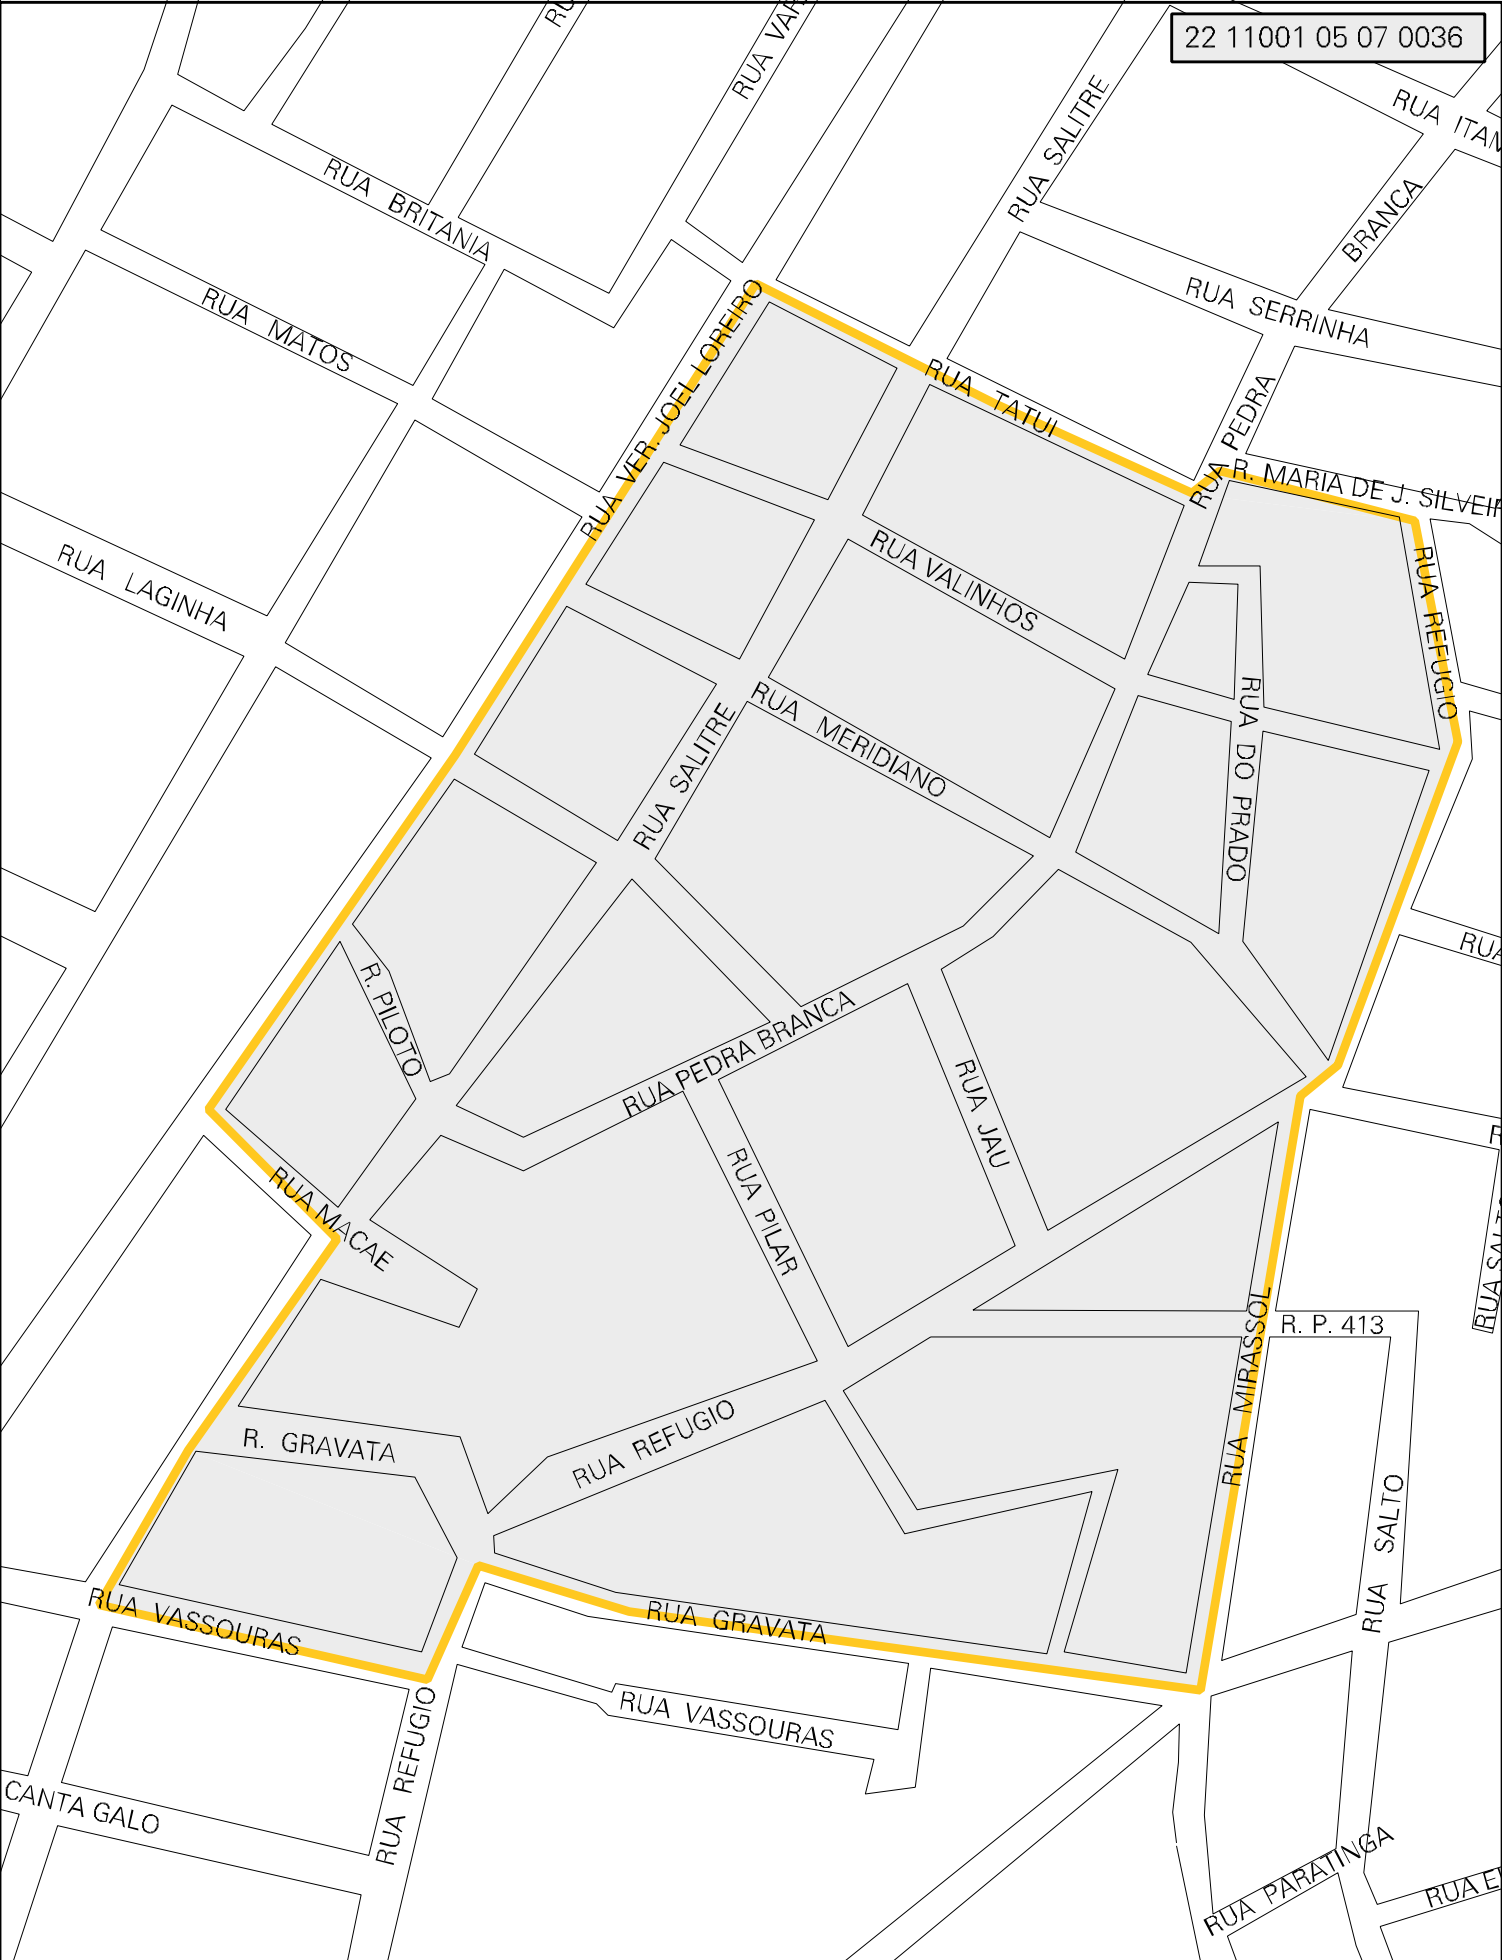 22 11001 05 07 0036
RUA SALITRE
BRANCA
RUA BRITANIA
RUA MATOS
RUA SERRINHA
RUA VER. JOEL LOREIRO
RUA TATUI
RUA PEDRA
R. MARIA DE J. SILVEIR
RUA LAGINHA
RUA VALINHOS
RUA REFUGIO
RUA MERIDIANO
RUA SALITRE
RUA DO PRADO
RUA
R. PILOTO
RUA PEDRA BRANCA
RUA JAU
RUA PILAR
RUA MACAE
R. P. 413
RUA MIRASSOL
R. GRAVATA
RUA REFUGIO
RUA SALTO
RUA VASSOURAS
RUA GRAVATA
RUA VASSOURAS
RUA REFUGIO
CANTA GALO
RUA PARATINGA